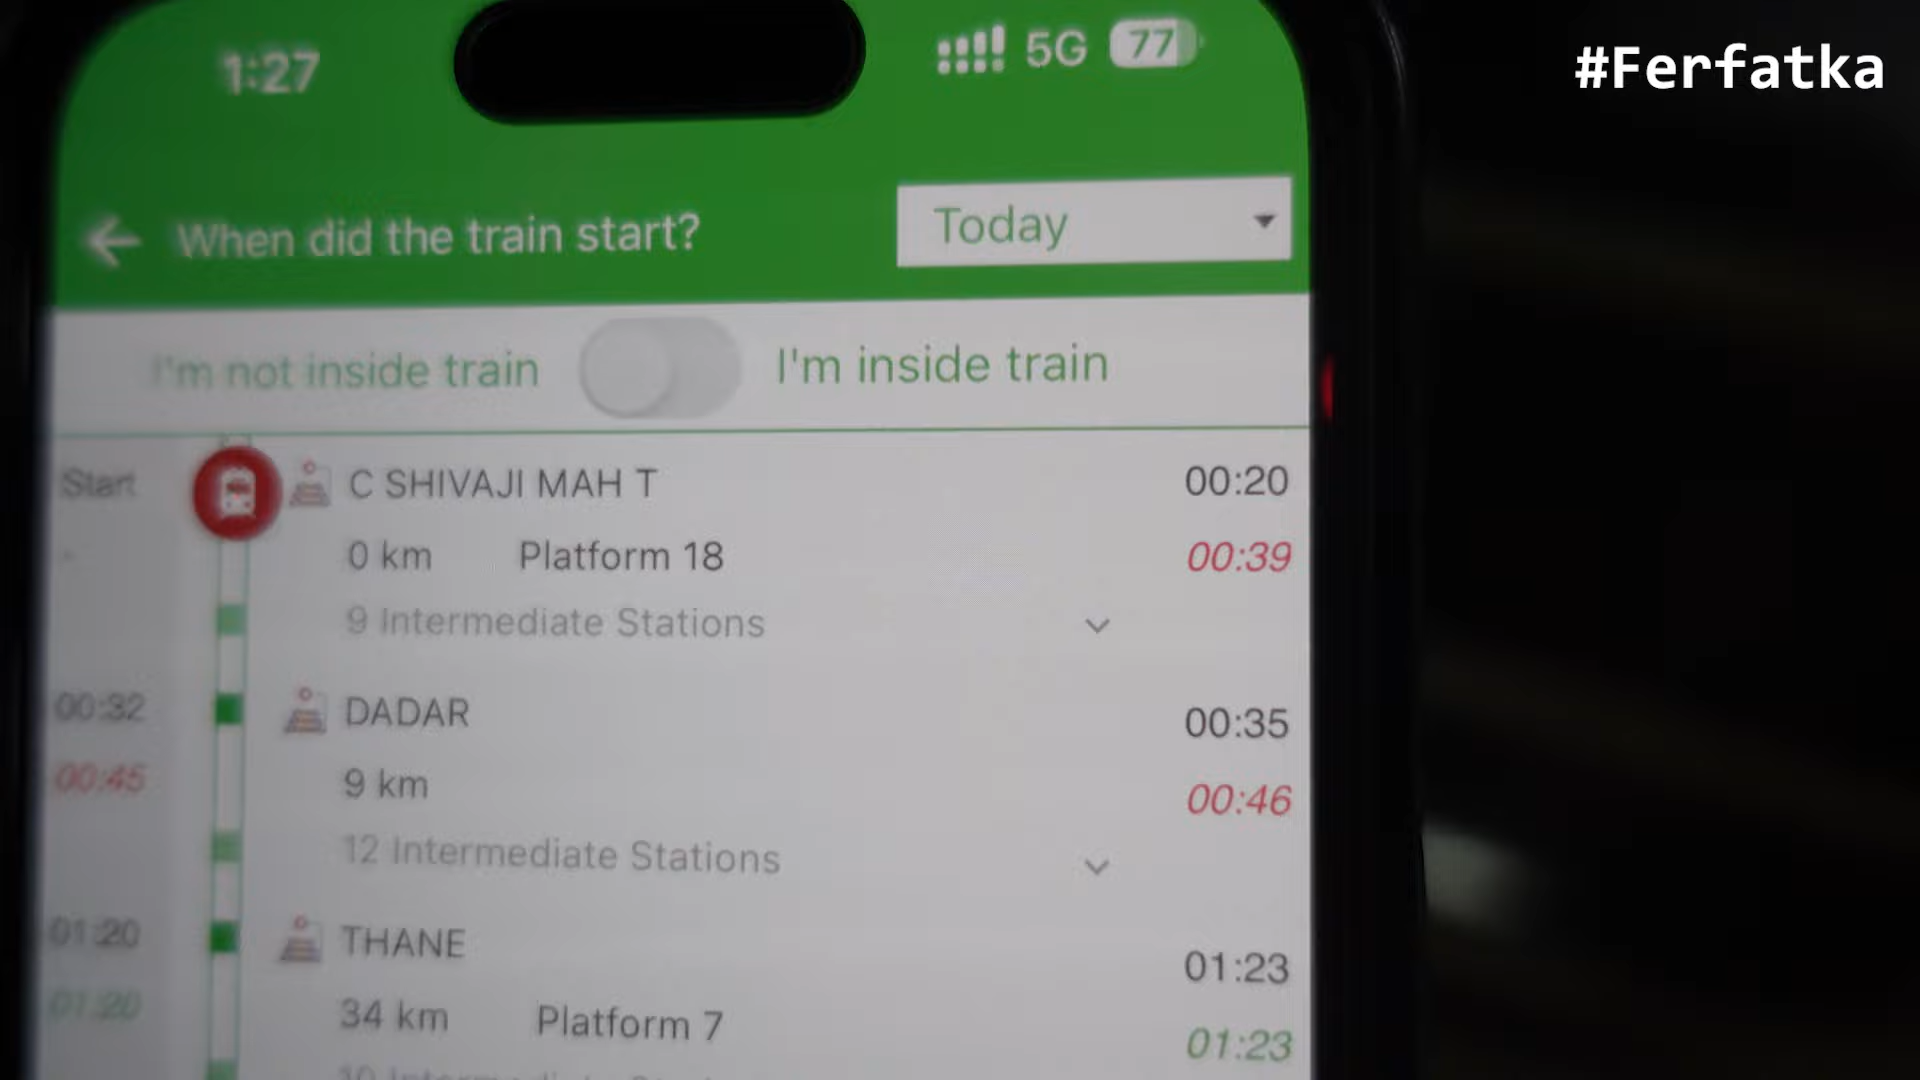 #Ferfatka
1:27 5G 77
When did the train start? Today
I'm not inside train I'm inside train
Start C SHIVAJI MAH T 00:20
0 km Platform 18 00:39
9 Intermediate Stations
00:32 DADAR 00:35
00:45 9 km 00:46
12 Intermediate Stations
01:20 THANE 01:23
01:20 34 km Platform 7 01:23